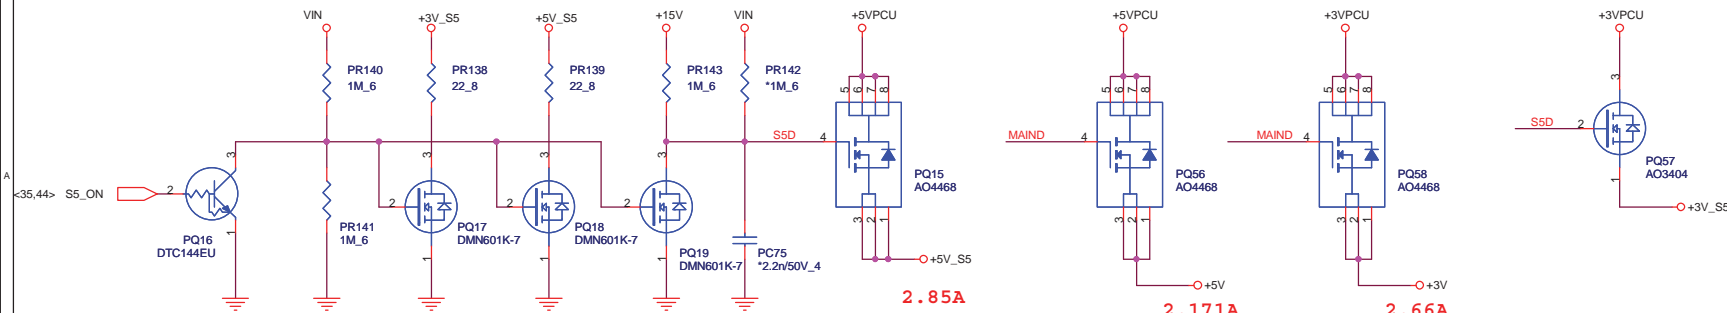 VIN
+3V_S5
+5V_S5
+15V
VIN
+5VPCU
+5VPCU
+3VPCU
+3VPCU
PR140
1M_6
PR138
22_8
PR139
22_8
PR143
1M_6
PR142
*1M_6
5
6
7
8
5
6
7
8
5
6
7
8
3
S5D
4
MAIND
4
MAIND
4
S5D
2
3
3
3
3
A
<35,44>
S5_ON
2
2
2
2
PQ15
AO4468
PQ56
AO4468
PQ58
AO4468
PQ57
AO3404
1
+3V_S5
PR141
1M_6
PQ16
DTC144EU
1
PQ17
DMN601K-7
1
PQ18
DMN601K-7
1
PQ19
DMN601K-7
1
PC75
*2.2n/50V_4
3
2
1
3
2
1
3
2
1
+5V_S5
+5V
+3V
2.85A
2.171A
2.66A